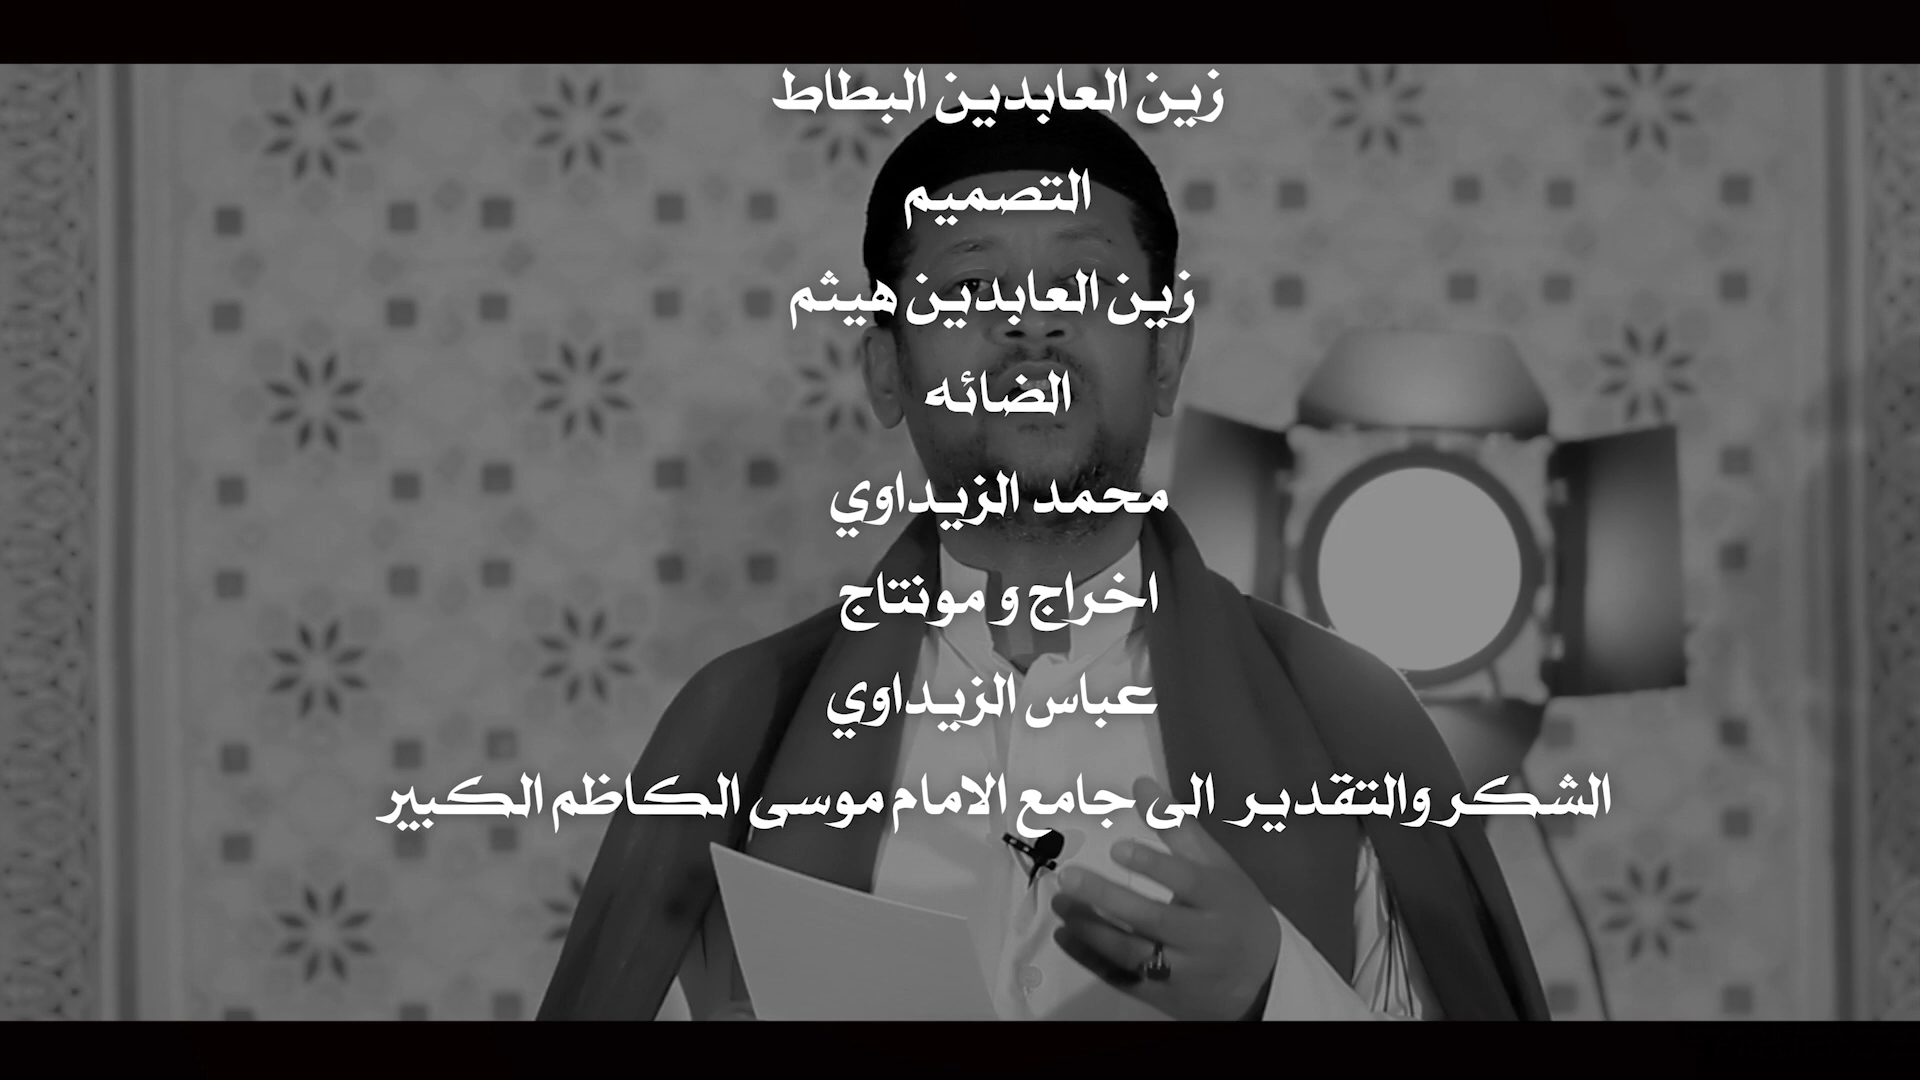 زين العابدين البطاط
التصميم
زين العابدين هيثم
الضائه
محمد الزيداوي
اخراج و مونتاج
عباس الزيداوي
الشكر والتقدير الى جامع الامام موسى الكاظم الكبير